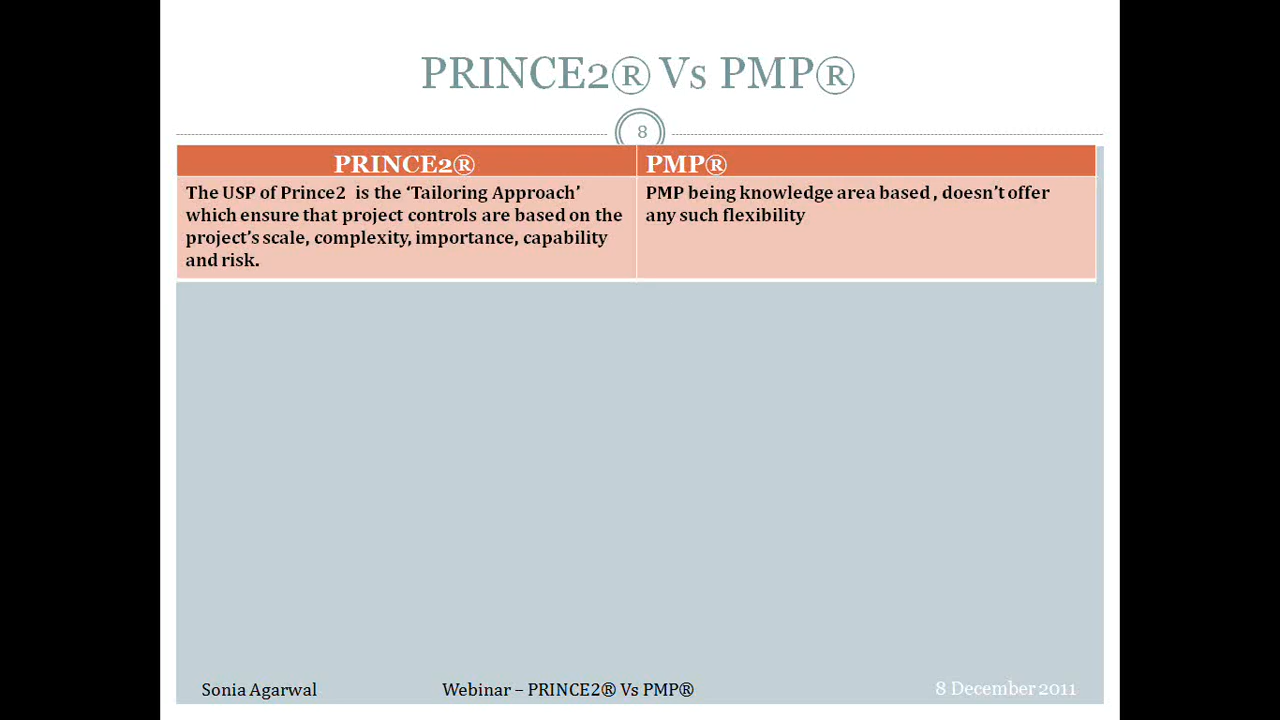 PRINCE2® Vs PMP®
8
PRINCE2®
PMP®
The USP of Prince2 is the ‘Tailoring Approach’
which ensure that project controls are based on the
project’s scale, complexity, importance, capability
and risk.
PMP being knowledge area based , doesn’t offer
any such flexibility
Sonia Agarwal
Webinar – PRINCE2® Vs PMP®
8 December 2011